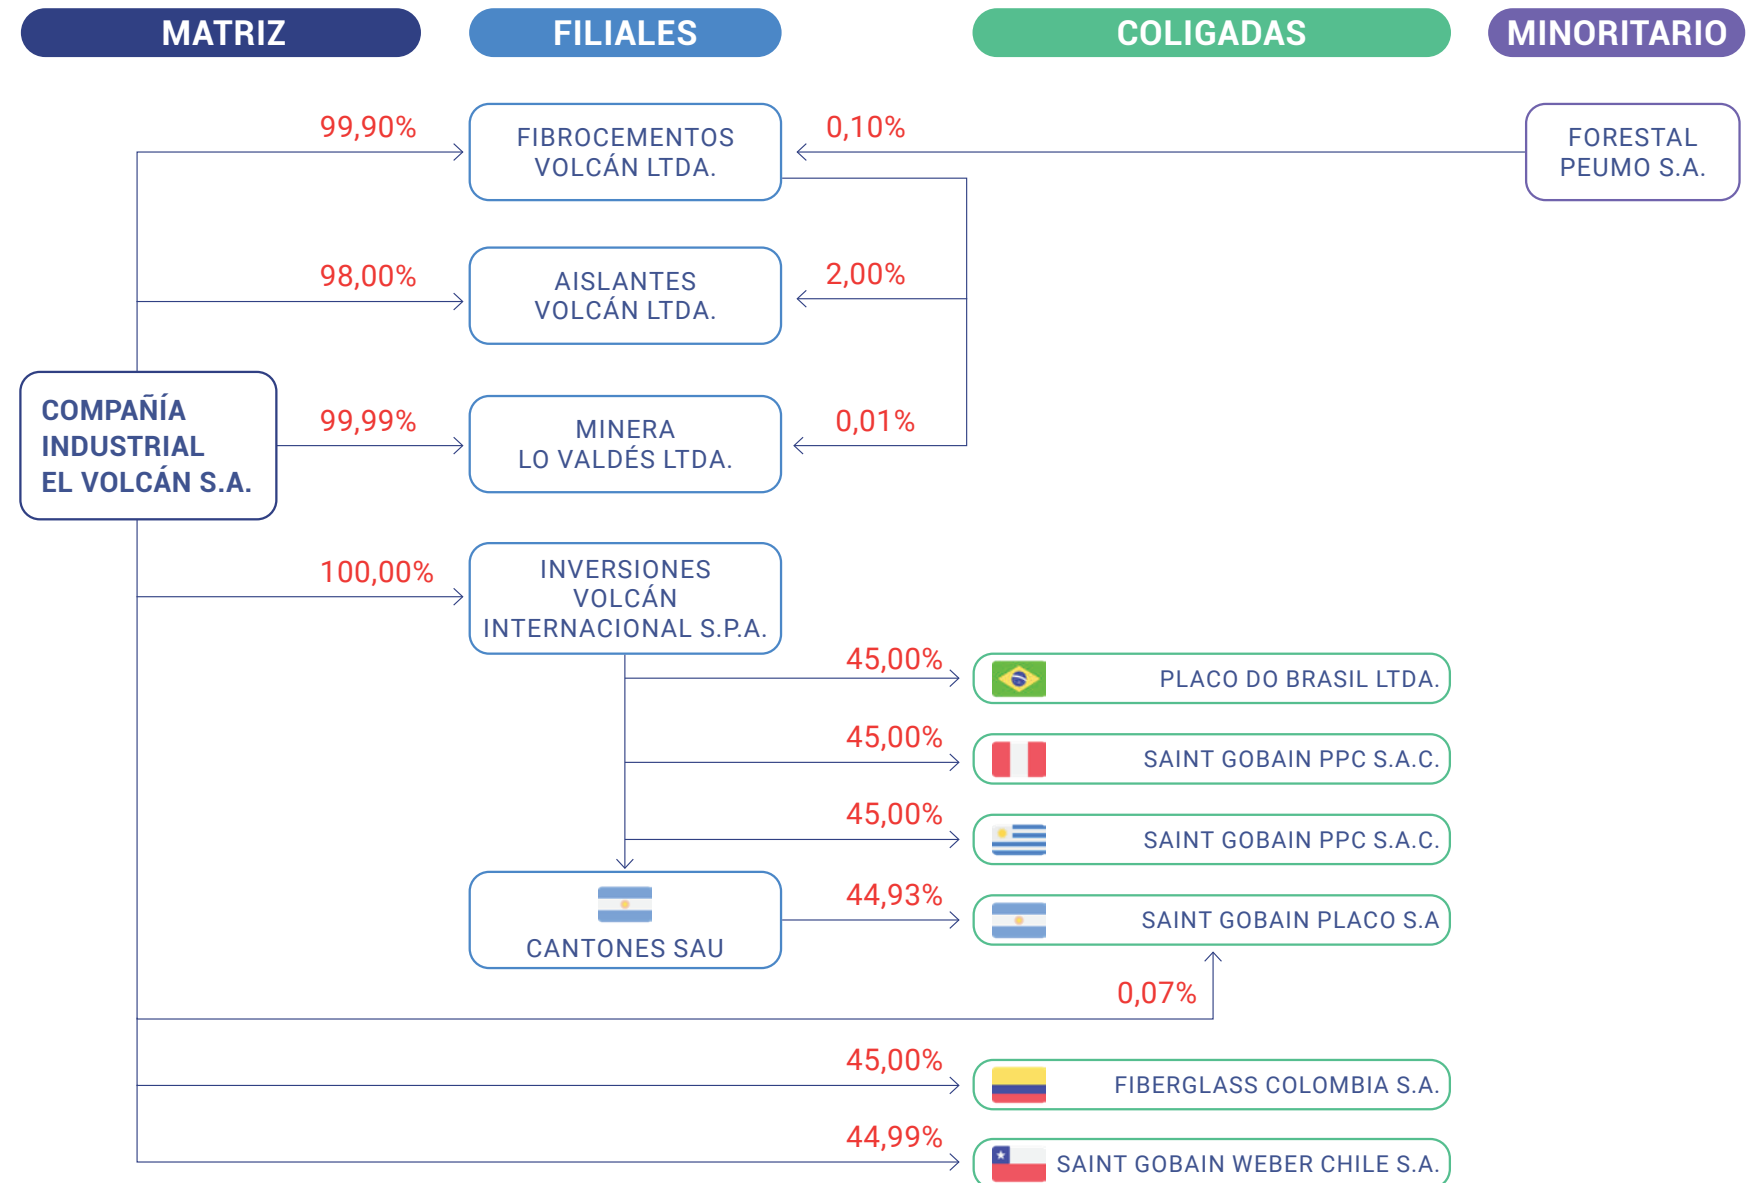 MATRIZ
FILIALES
COLIGADAS
MINORITARIO
99,90%
FIBROCEMENTOS
VOLCÁN LTDA.
0,10%
FORESTAL
PEUMO S.A.
98,00%
AISLANTES
VOLCÁN LTDA.
2,00%
COMPAÑÍA
INDUSTRIAL
EL VOLCÁN S.A.
99,99%
MINERA
LO VALDÉS LTDA.
0,01%
100,00%
INVERSIONES
VOLCÁN
INTERNACIONAL S.P.A.
45,00%
PLACO DO BRASIL LTDA.
45,00%
SAINT GOBAIN PPC S.A.C.
45,00%
SAINT GOBAIN PPC S.A.C.
CANTONES SAU
44,93%
SAINT GOBAIN PLACO S.A
0,07%
45,00%
FIBERGLASS COLOMBIA S.A.
44,99%
SAINT GOBAIN WEBER CHILE S.A.